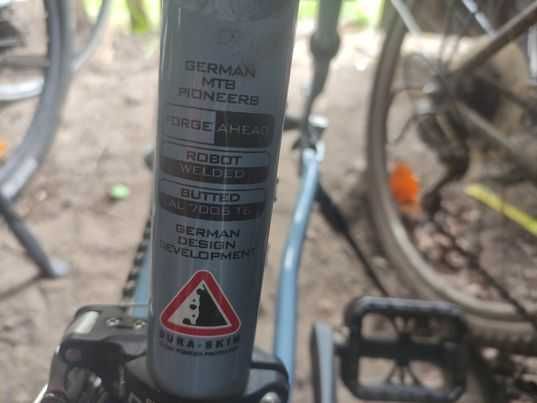 GERMAN
MTB
PIONEERS
FORGE AHEAD
ROBOT
WELDED
BUTTED
AL 7005 T6
GERMAN
DESIGN
DEVELOPMENT
DURA-SKIN